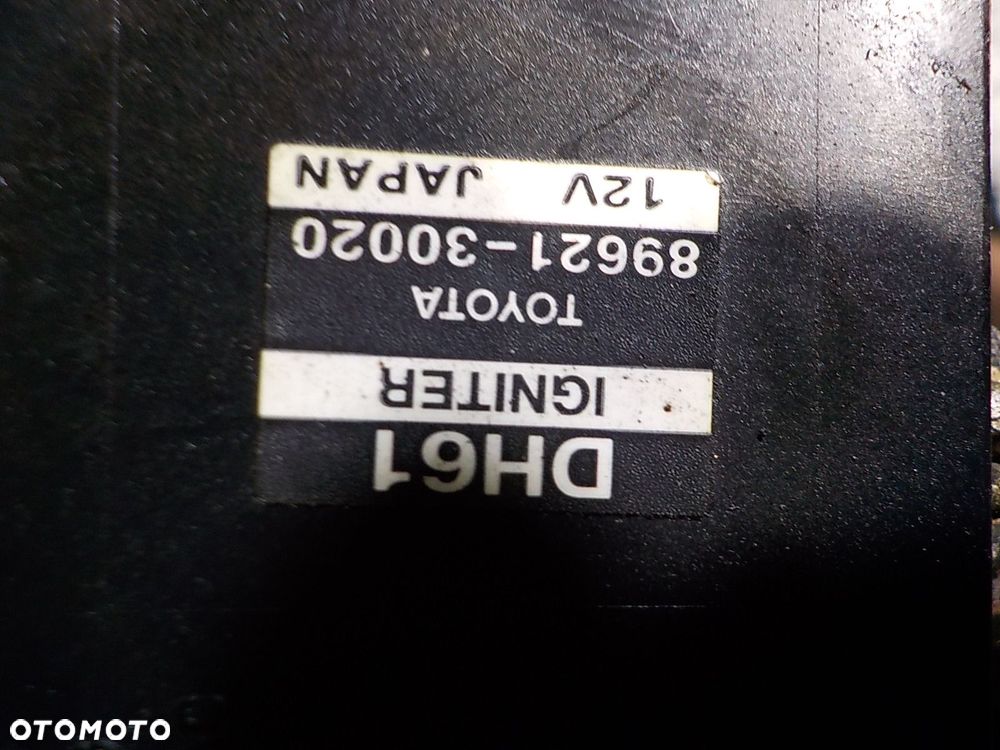 DH61
IGNITER
TOYOTA
89621-30020
12V JAPAN
OTOMOTO